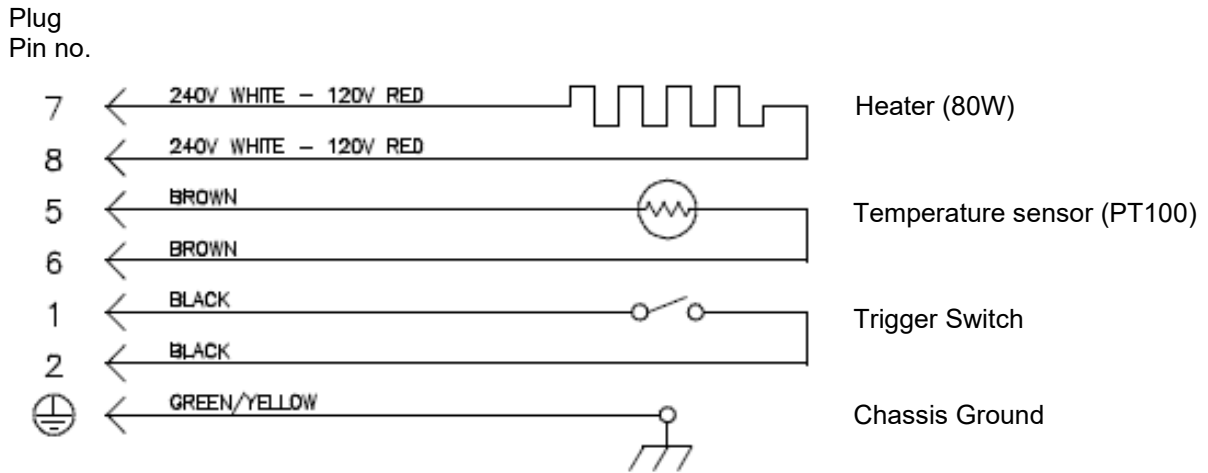 Plug
Pin no.
7 240V WHITE – 120V RED Heater (80W)
8 240V WHITE – 120V RED
5 BROWN Temperature sensor (PT100)
6 BROWN
1 BLACK Trigger Switch
2 BLACK
GREEN/YELLOW Chassis Ground